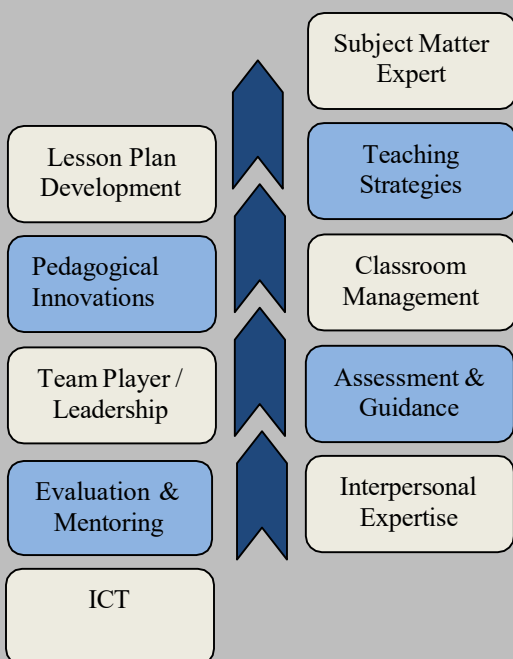 Subject Matter
Expert
Lesson Plan
Development
Teaching
Strategies
Pedagogical
Innovations
Classroom
Management
Team Player /
Leadership
Assessment &
Guidance
Evaluation &
Mentoring
Interpersonal
Expertise
ICT